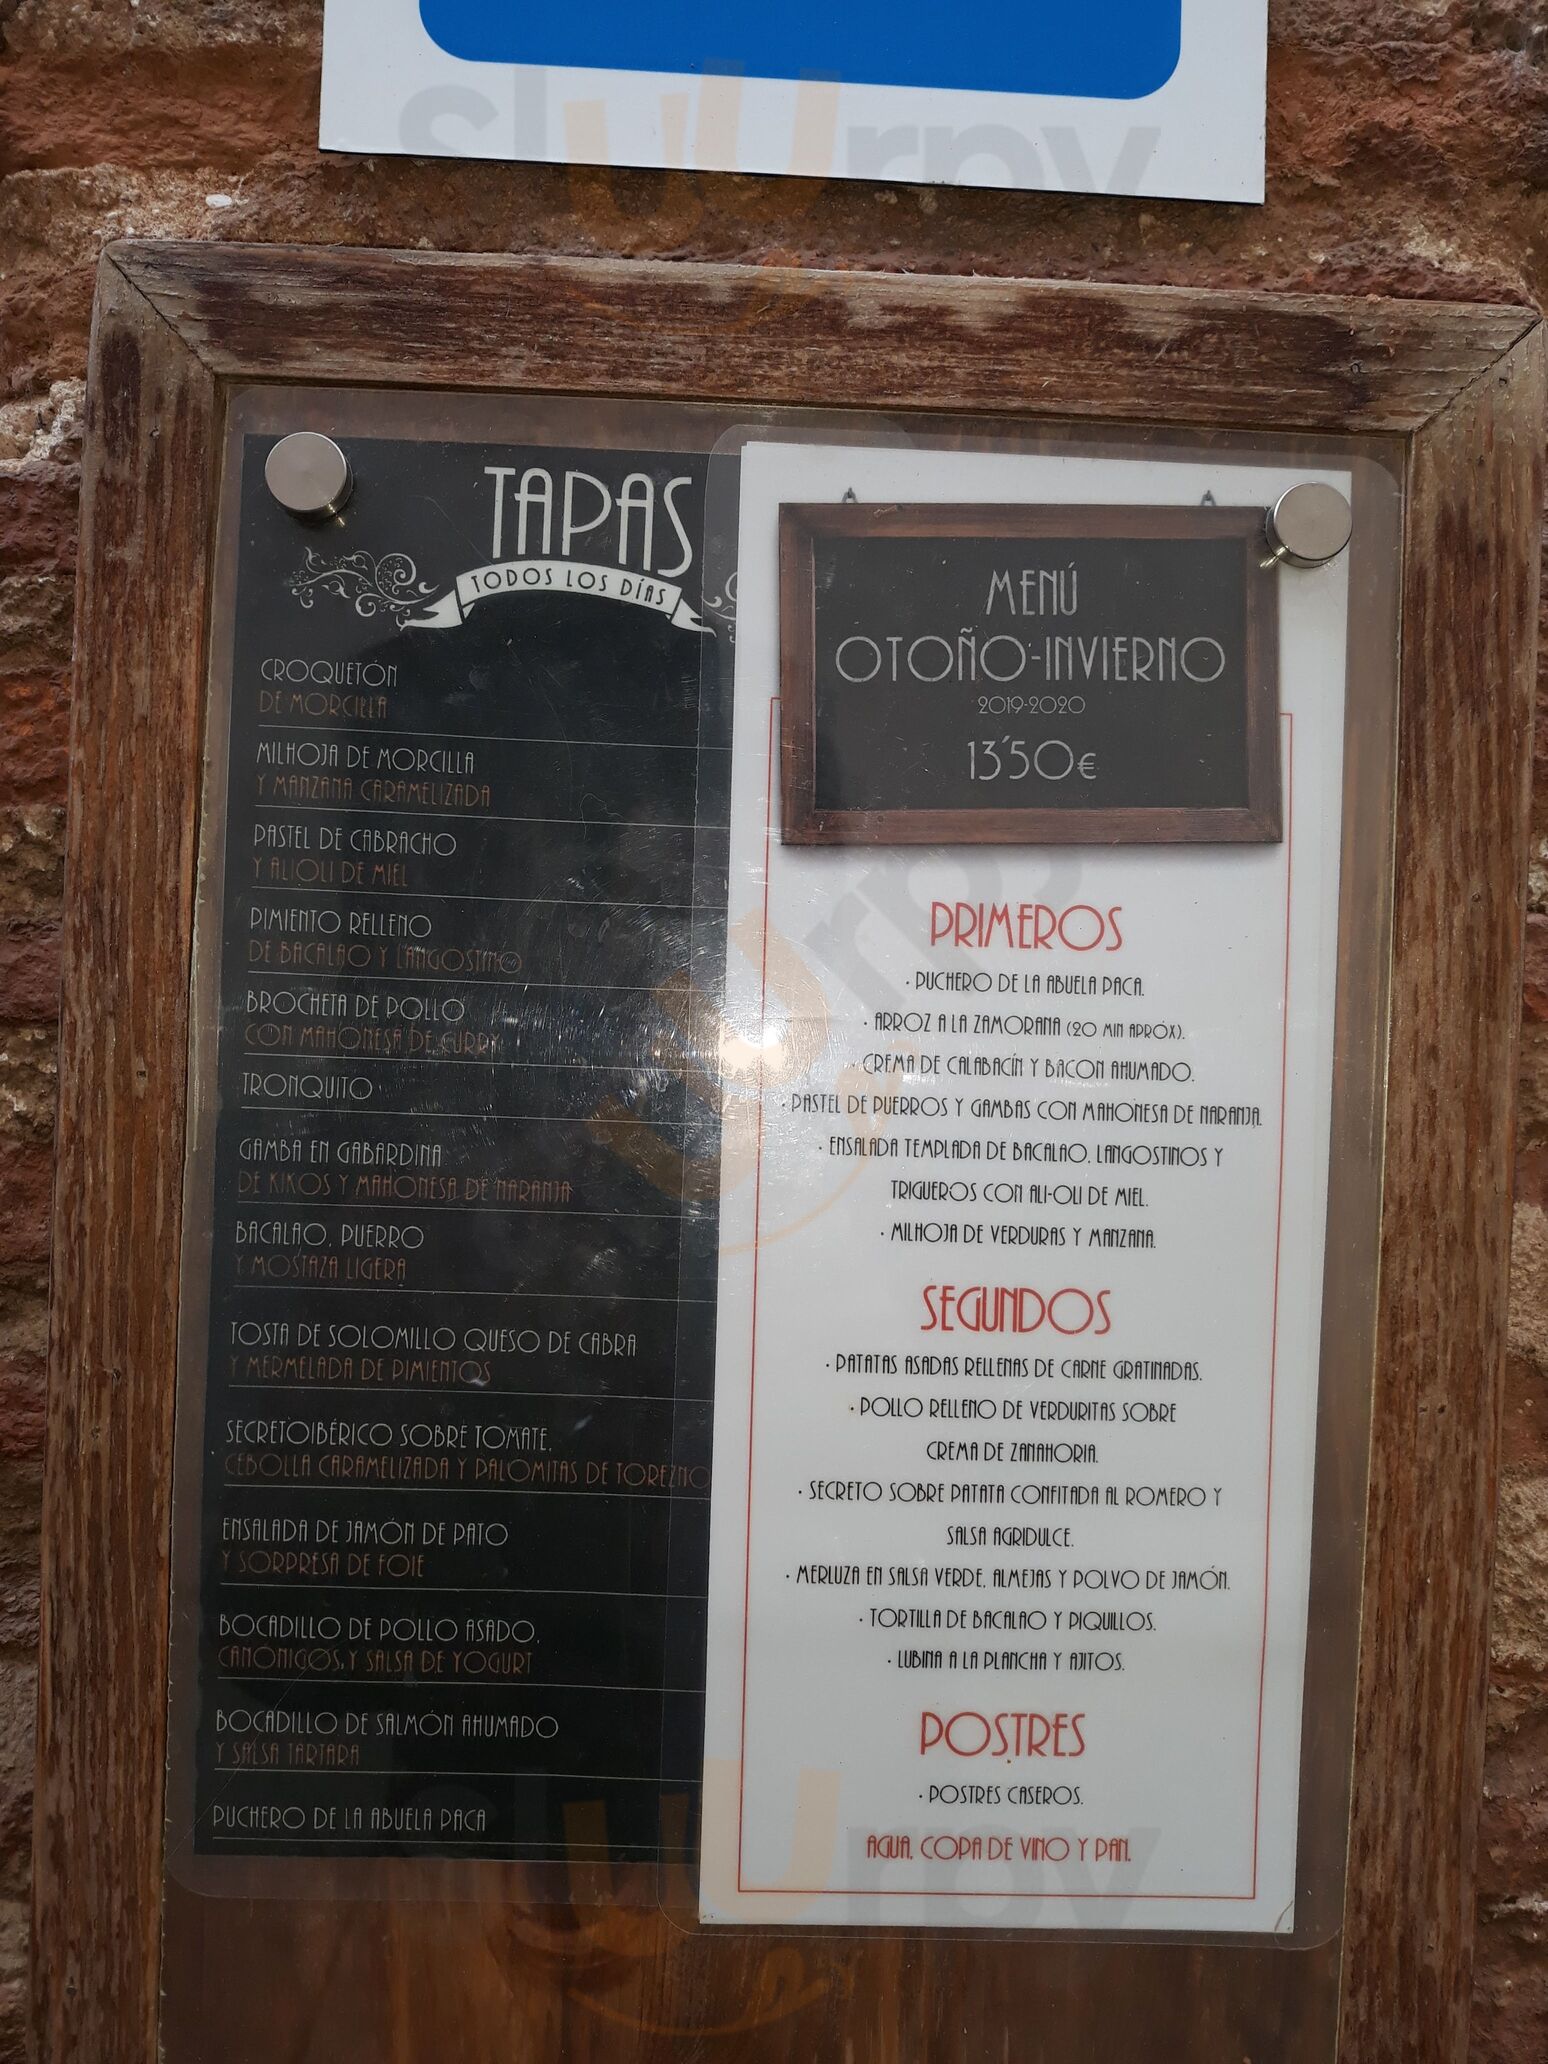 sluurpy
TAPAS
TODOS LOS DÍAS
CROQUETÓN
DE MORCILLA
MILHOJA DE MORCILLA
Y MANZANA CARAMELIZADA
PASTEL DE CABRACHO
Y ALIOLI DE MIEL
PIMIENTO RELLENO
DE BACALAO Y LANGOSTINO
BROCHETA DE POLLO
CON MAHONESA DE CURRY
TRONQUITO
GAMBA EN GABARDINA
DE KIKOS Y MAHONESA DE NARANJA
BACALAO, PUERRO
Y MOSTAZA LIGERA
TOSTA DE SOLOMILLO QUESO DE CABRA
Y MERMELADA DE PIMIENTOS
SECRETOIBÉRICO SOBRE TOMATE,
CEBOLLA CARAMELIZADA Y PALOMITAS DE TOREZNO
ENSALADA DE JAMÓN DE PATO
Y SORPRESA DE FOIE
BOCADILLO DE POLLO ASADO,
CANÓNIGOS, Y SALSA DE YOGURT
BOCADILLO DE SALMÓN AHUMADO
Y SALSA TARTARA
PUCHERO DE LA ABUELA PACA
MENÚ
OTOÑO-INVIERNO
2019-2020
13'50€
PRIMEROS
• PUCHERO DE LA ABUELA PACA.
• ARROZ A LA ZAMORANA (20 MIN APRÓX).
• CREMA DE CALABACÍN Y BACON AHUMADO.
• PASTEL DE PUERROS Y GAMBAS CON MAHONESA DE NARANJA.
• ENSALADA TEMPLADA DE BACALAO, LANGOSTINOS Y
TRIGUEROS CON ALI-OLI DE MIEL.
• MILHOJA DE VERDURAS Y MANZANA.
SEGUNDOS
• PATATAS ASADAS RELLENAS DE CARNE GRATINADAS.
• POLLO RELLENO DE VERDURITAS SOBRE
CREMA DE ZANAHORIA.
• SECRETO SOBRE PATATA CONFITADA AL ROMERO Y
SALSA AGRIDULCE.
• MERLUZA EN SALSA VERDE, ALMEJAS Y POLVO DE JAMÓN.
• TORTILLA DE BACALAO Y PIQUILLOS.
• LUBINA A LA PLANCHA Y AJITOS.
POSTRES
• POSTRES CASEROS.
AGUA, COPA DE VINO Y PAN.
sluurpy